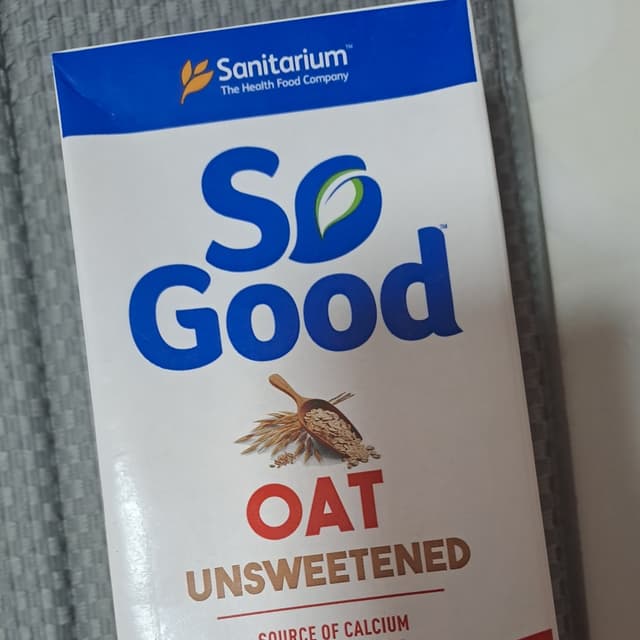 Sanitarium™
The Health Food Company
So
Good™
OAT
UNSWEETENED
SOURCE OF CALCIUM